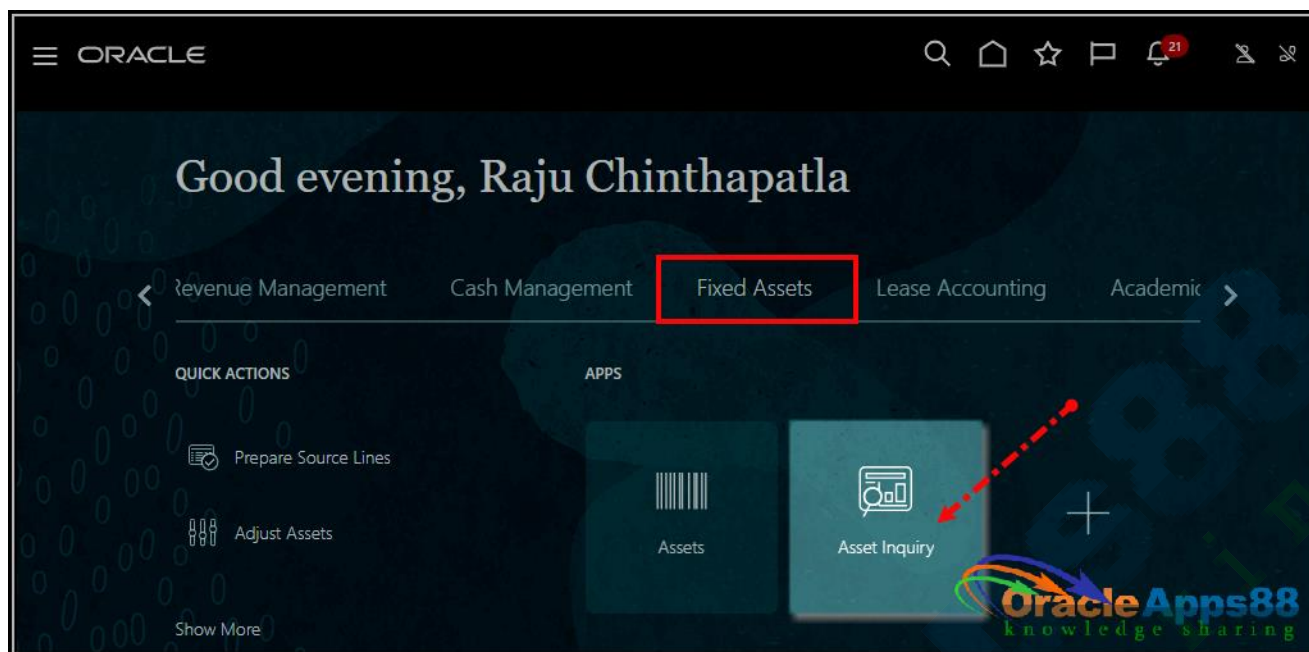 ORACLE
21
Good evening, Raju Chinthapatla
Revenue Management Cash Management Fixed Assets Lease Accounting Academic
QUICK ACTIONS
APPS
Prepare Source Lines
Adjust Assets
Assets
Asset Inquiry
Show More
OracleApps88
knowledge sharing